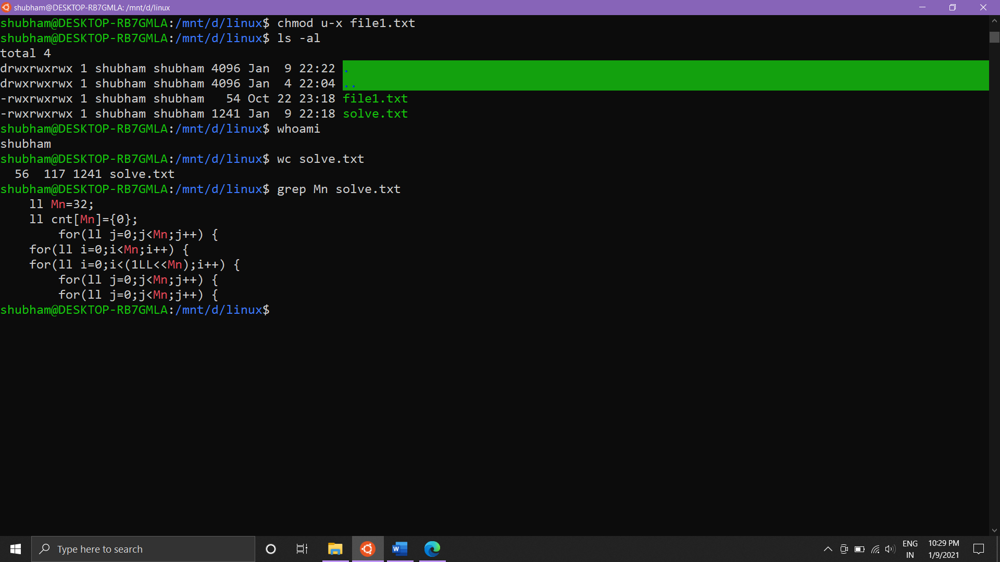 shubham@DESKTOP-RB7GMLA: /mnt/d/linux
shubham@DESKTOP-RB7GMLA:/mnt/d/linux$ chmod u-x file1.txt
shubham@DESKTOP-RB7GMLA:/mnt/d/linux$ ls -al
total 4
drwxrwxrwx 1 shubham shubham 4096 Jan  9 22:22 .
drwxrwxrwx 1 shubham shubham 4096 Jan  4 22:04 ..
-rwxrwxrwx 1 shubham shubham   54 Oct 22 23:18 file1.txt
-rwxrwxrwx 1 shubham shubham 1241 Jan  9 22:18 solve.txt
shubham@DESKTOP-RB7GMLA:/mnt/d/linux$ whoami
shubham
shubham@DESKTOP-RB7GMLA:/mnt/d/linux$ wc solve.txt
  56  117 1241 solve.txt
shubham@DESKTOP-RB7GMLA:/mnt/d/linux$ grep Mn solve.txt
    ll Mn=32;
    ll cnt[Mn]={0};
        for(ll j=0;j<Mn;j++) {
    for(ll i=0;i<Mn;i++) {
    for(ll i=0;i<(1LL<<Mn);i++) {
        for(ll j=0;j<Mn;j++) {
        for(ll j=0;j<Mn;j++) {
shubham@DESKTOP-RB7GMLA:/mnt/d/linux$
Type here to search
W
ENG
IN
10:29 PM
1/9/2021